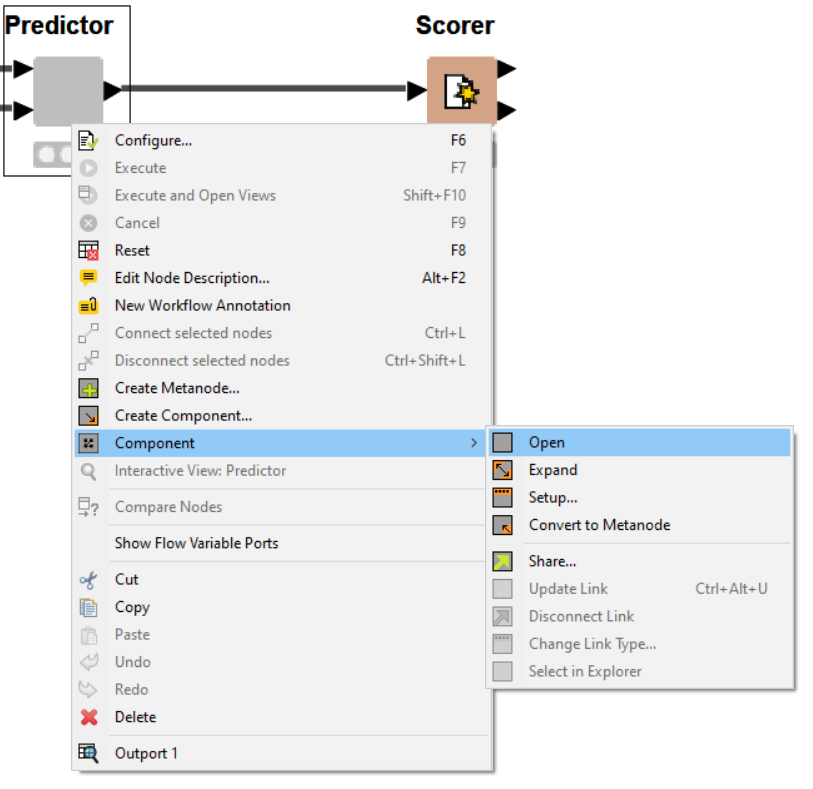 Predictor
Scorer
Configure... F6
Execute F7
Execute and Open Views Shift+F10
Cancel F9
Reset F8
Edit Node Description... Alt+F2
New Workflow Annotation
Connect selected nodes Ctrl+L
Disconnect selected nodes Ctrl+Shift+L
Create Metanode...
Create Component...
Component
Interactive View: Predictor
Compare Nodes
Show Flow Variable Ports
Cut
Copy
Paste
Undo
Redo
Delete
Outport 1
Open
Expand
Setup...
Convert to Metanode
Share...
Update Link Ctrl+Alt+U
Disconnect Link
Change Link Type...
Select in Explorer